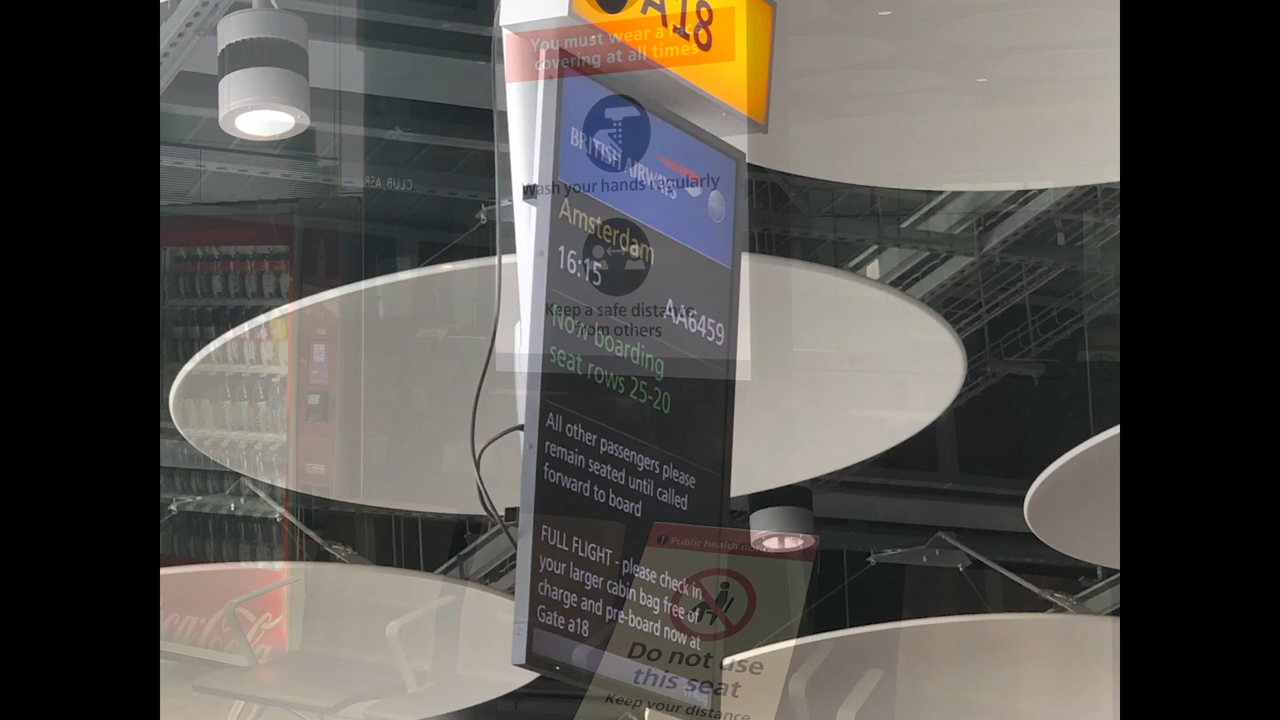 A18
You must wear a face
covering at all times
BRITISH AIRWAYS
Wash your hands regularly
CLUB ASP
Amsterdam
16:15
AA6459
Keep a safe distance
from others
Now boarding
seat rows 25-20
All other passengers please
remain seated until called
forward to board
FULL FLIGHT - please check in
your larger cabin bag free of
charge and pre-board now at
Gate a18
Public health notice
Do not use
this seat
Keep your distance
Coca-Cola